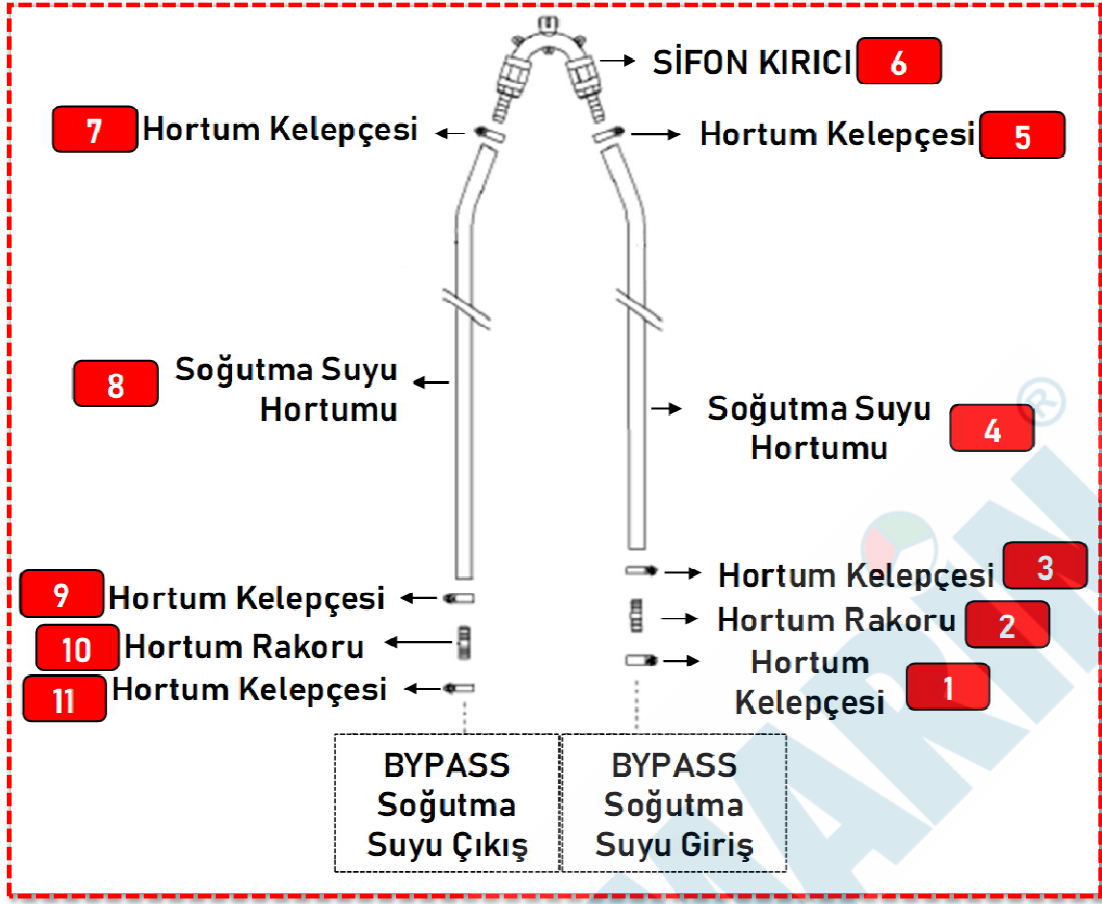 SİFON KIRICI 6
7 Hortum Kelepçesi
Hortum Kelepçesi 5
8 Soğutma Suyu
Hortumu
Soğutma Suyu
Hortumu 4
®
3 Hortum Kelepçesi
9 Hortum Kelepçesi
Hortum Rakoru 2
10 Hortum Rakoru
Hortum
Kelepçesi 1
11 Hortum Kelepçesi
BYPASS
Soğutma
Suyu Çıkış
BYPASS
Soğutma
Suyu Giriş
MARİN